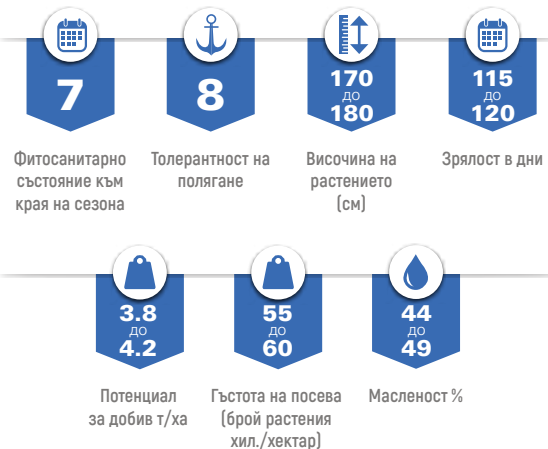 7
8
170
ДО
180
115
ДО
120
Фитосанитарно
състояние към
края на сезона
Толерантност на
полягане
Височина на
растението
(см)
Зрялост в дни
3.8
ДО
4.2
55
ДО
60
44
ДО
49
Потенциал
за добив т/ха
Гъстота на посева
(брой растения
хил./хектар)
Масленост %